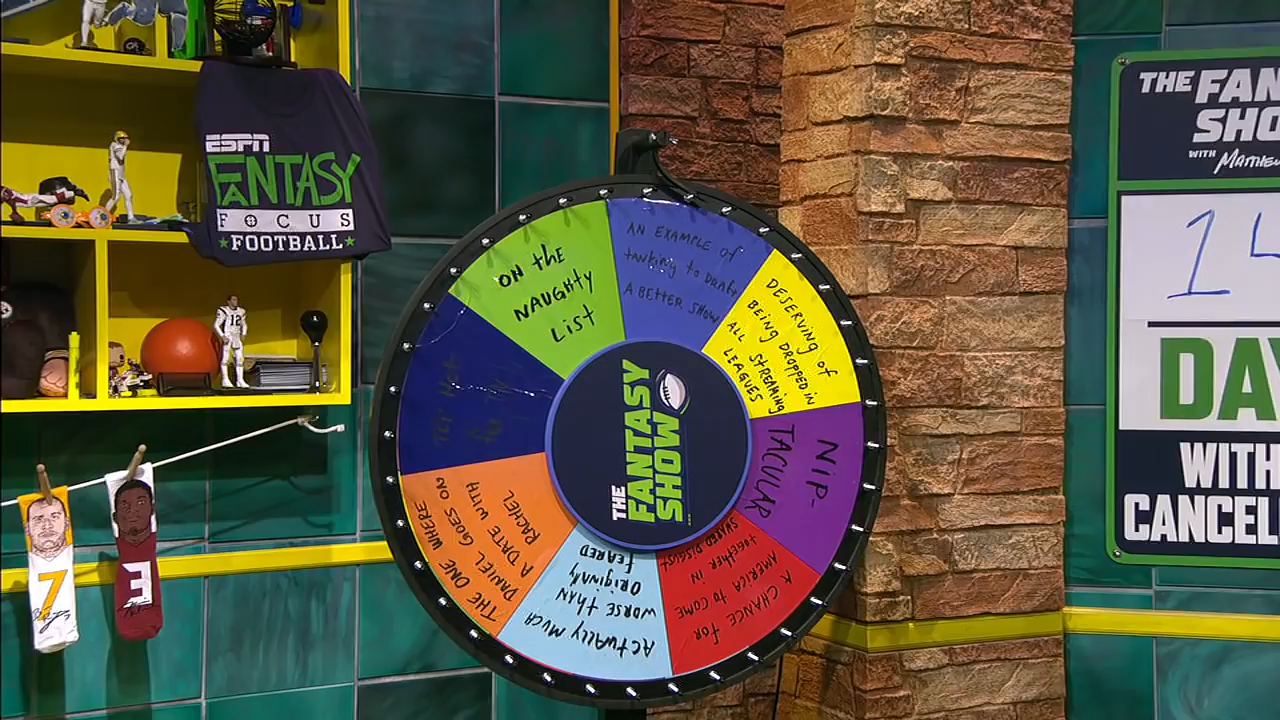 ESPN
FANTASY
FOCUS
FOOTBALL
7
3
12
ON the
NAUGHTY
LIST
AN EXAMPLE of
tanking to DRAFT
A BETTER SHOW
DESERVING of
BEING DROPPED IN
ALL STREAMING
LEAGUES
NIP-
TACULAR
A CHANCE for
AMERICA to COME
together IN
SHARED DISGUST
ACTUALLY MUCH
WORSE than
ORIGINALLY
FEARED
THE ONE WHERE
DANIEL GOES ON
A DATE WITH
RACHEL
THE
FANTASY
SHOW
THE FAN
SHO
WITH MATTHEW
14
DAY
WITH
CANCEL